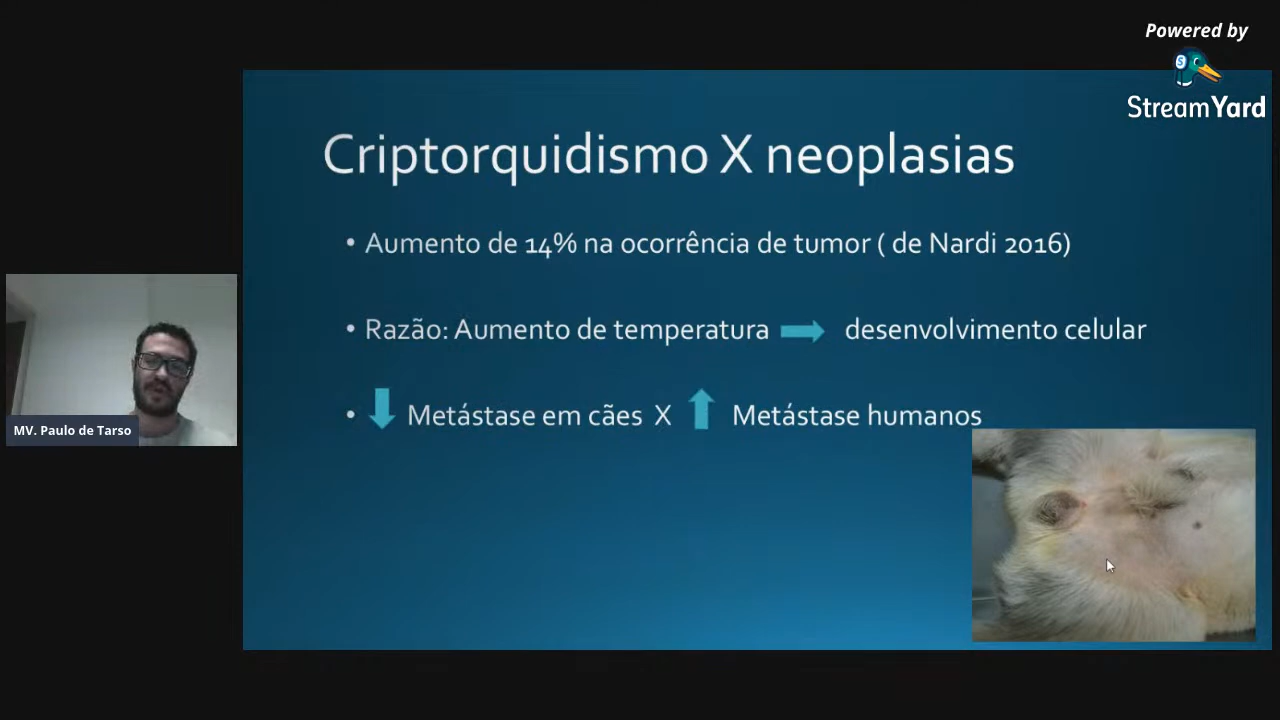 Powered by
StreamYard
Criptorquidismo X neoplasias
• Aumento de 14% na ocorrência de tumor ( de Nardi 2016)
• Razão: Aumento de temperatura desenvolvimento celular
• Metástase em cães X Metástase humanos
MV. Paulo de Tarso